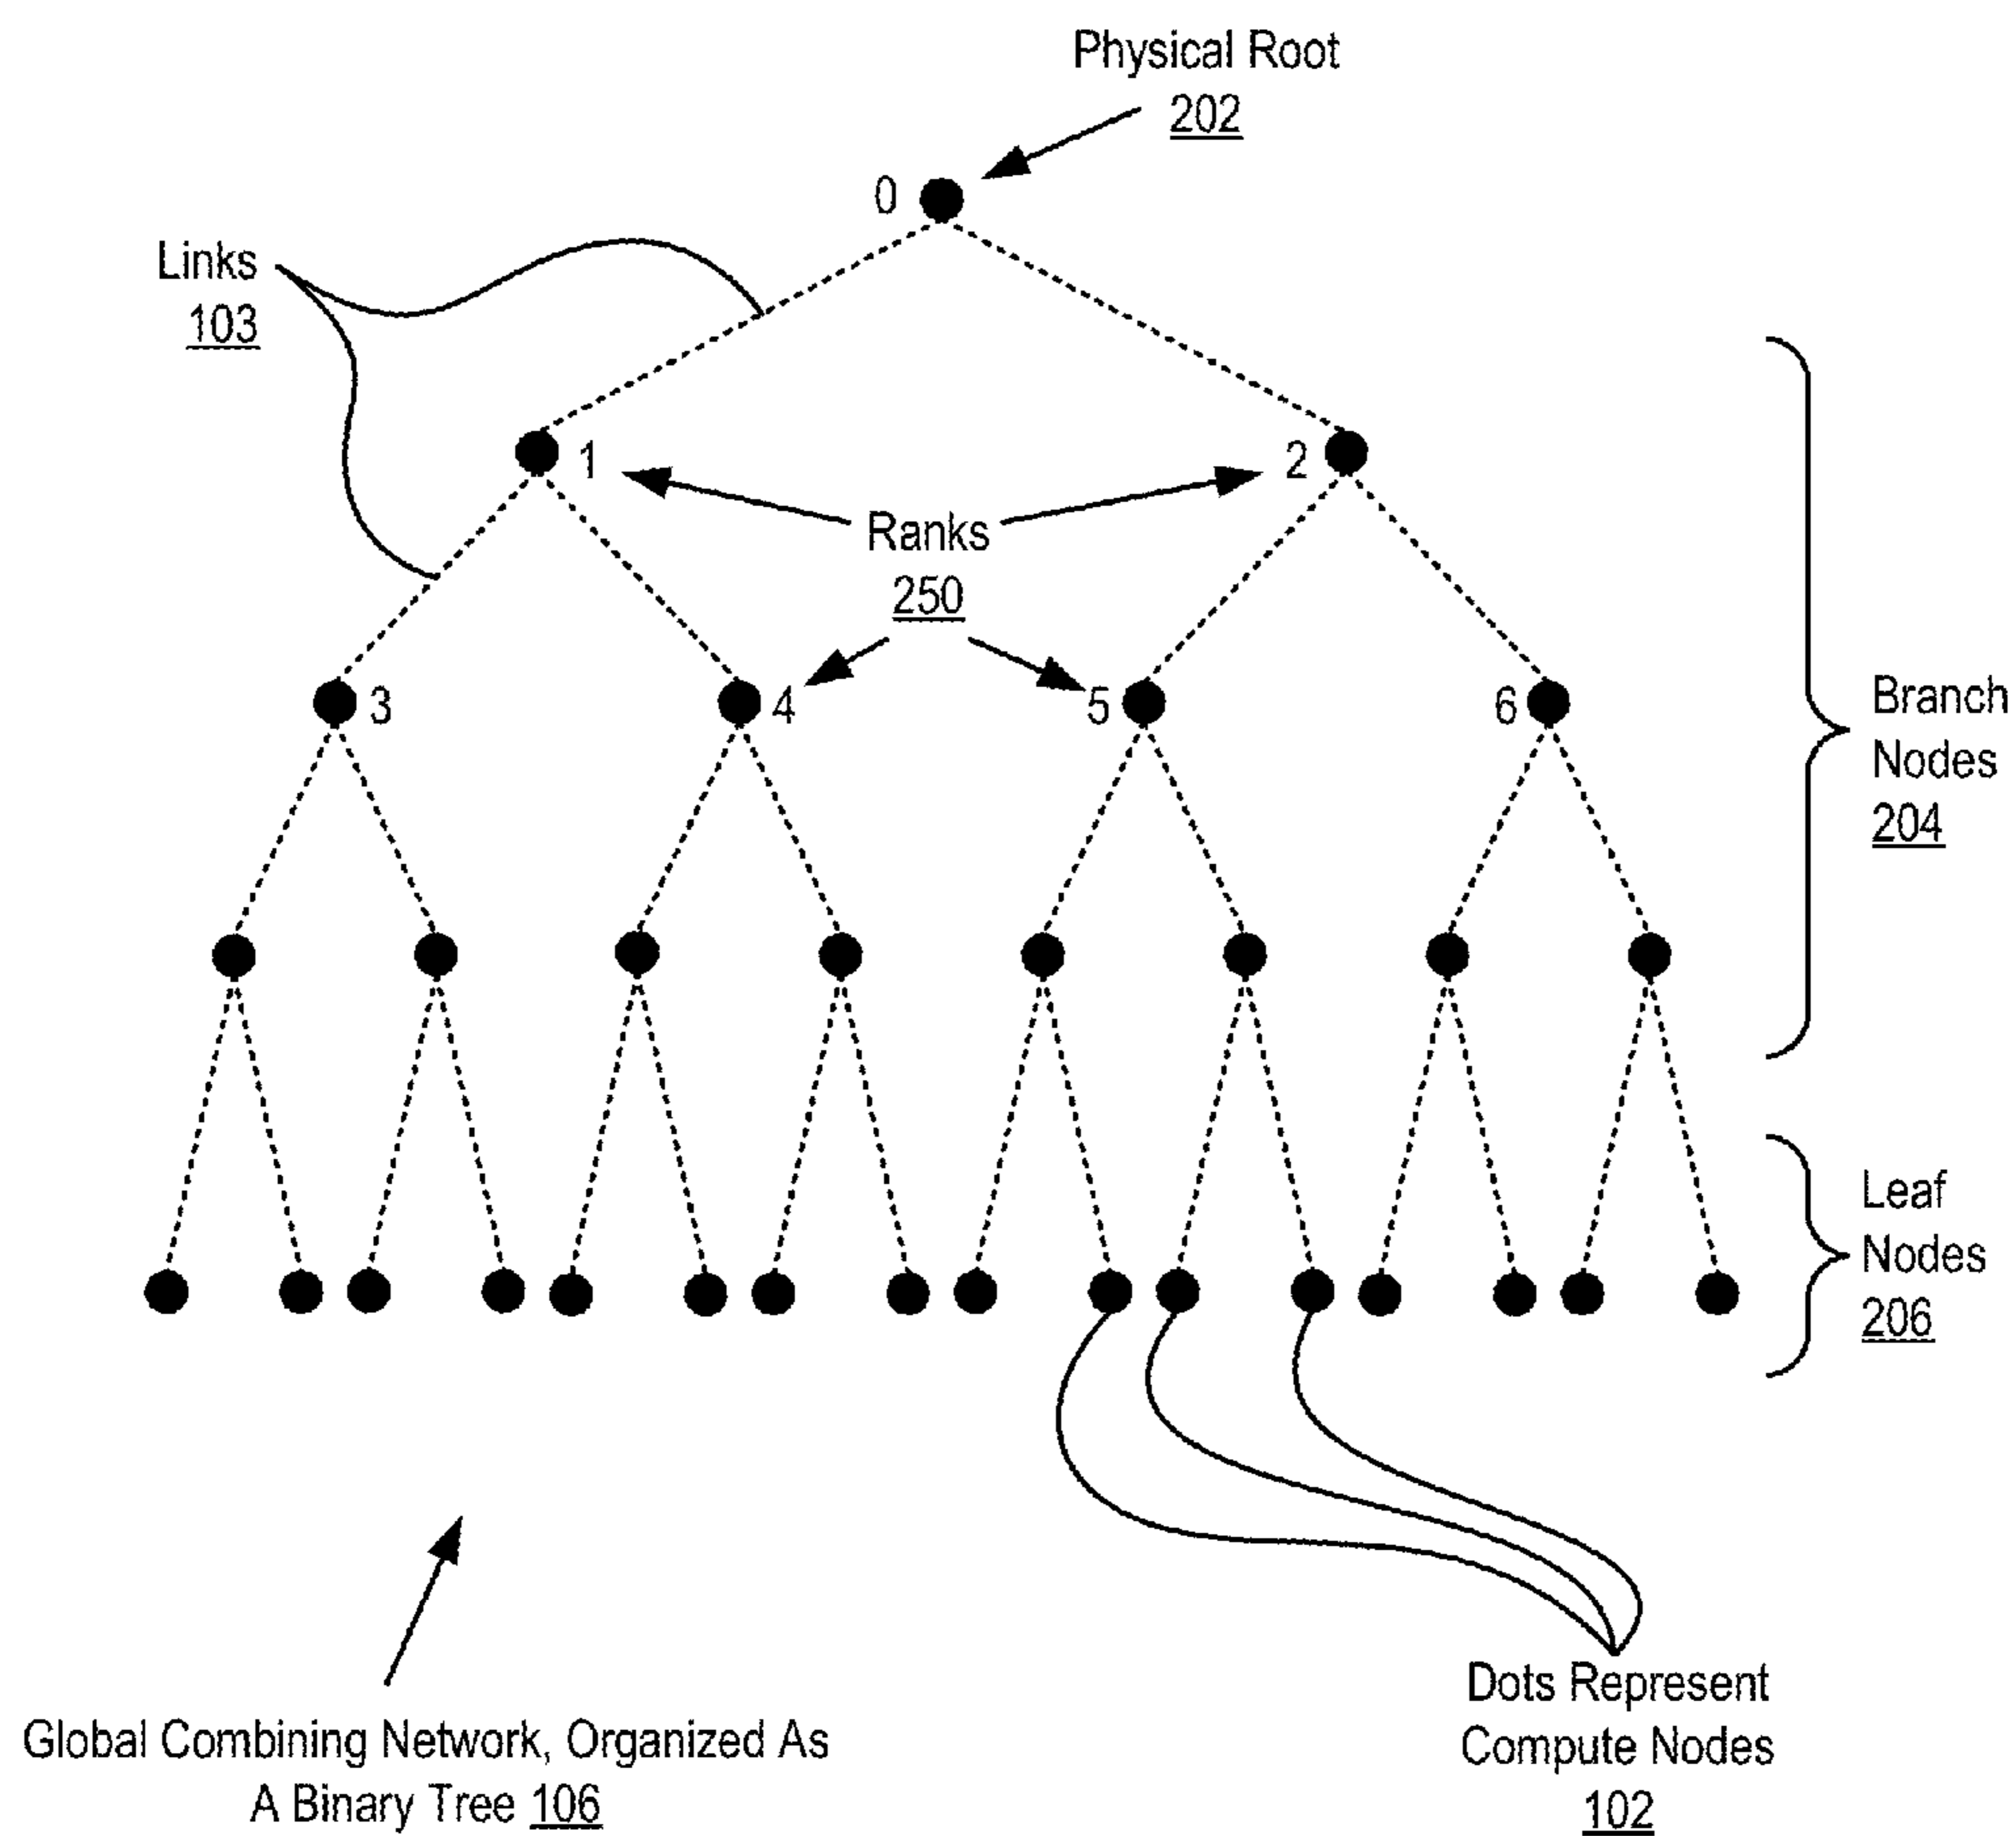 Physical Root
202
0
Links
103
1
2
Ranks
250
3
4
5
6
Branch
Nodes
204
Leaf
Nodes
206
Dots Represent
Compute Nodes
102
Global Combining Network, Organized As
A Binary Tree 106